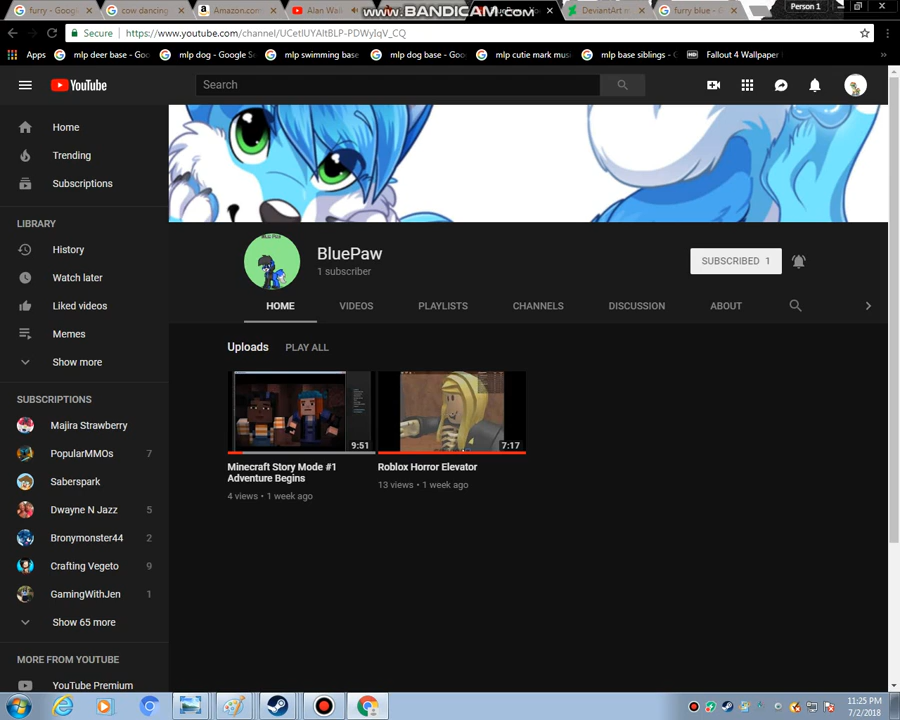 furry - Googl
cow dancing
Amazon.com
Alan Wal
www.BANDICAM.com
DeviantArt m
furry blue - G
Person 1
Secure
https://www.youtube.com/channel/UCetIUYAltBLP-PDWyIqV_CQ
Apps
mlp deer base - Goo
mlp dog - Google Se
mlp swimming base
mlp dog base - Goog
mlp cutie mark mus
mlp base siblings -
Fallout 4 Wallpaper
YouTube
Search
Home
Trending
Subscriptions
LIBRARY
History
Watch later
Liked videos
Memes
Show more
SUBSCRIPTIONS
Majira Strawberry
PopularMMOs 7
Saberspark
Dwayne N Jazz 5
Bronymonster44 2
Crafting Vegeto 9
GamingWithJen 1
Show 65 more
MORE FROM YOUTUBE
YouTube Premium
BluePaw
1 subscriber
SUBSCRIBED 1
HOME VIDEOS PLAYLISTS CHANNELS DISCUSSION ABOUT
Uploads PLAY ALL
9:51
7:17
Minecraft Story Mode #1
Adventure Begins
4 views • 1 week ago
Roblox Horror Elevator
13 views • 1 week ago
11:25 PM
7/2/2018